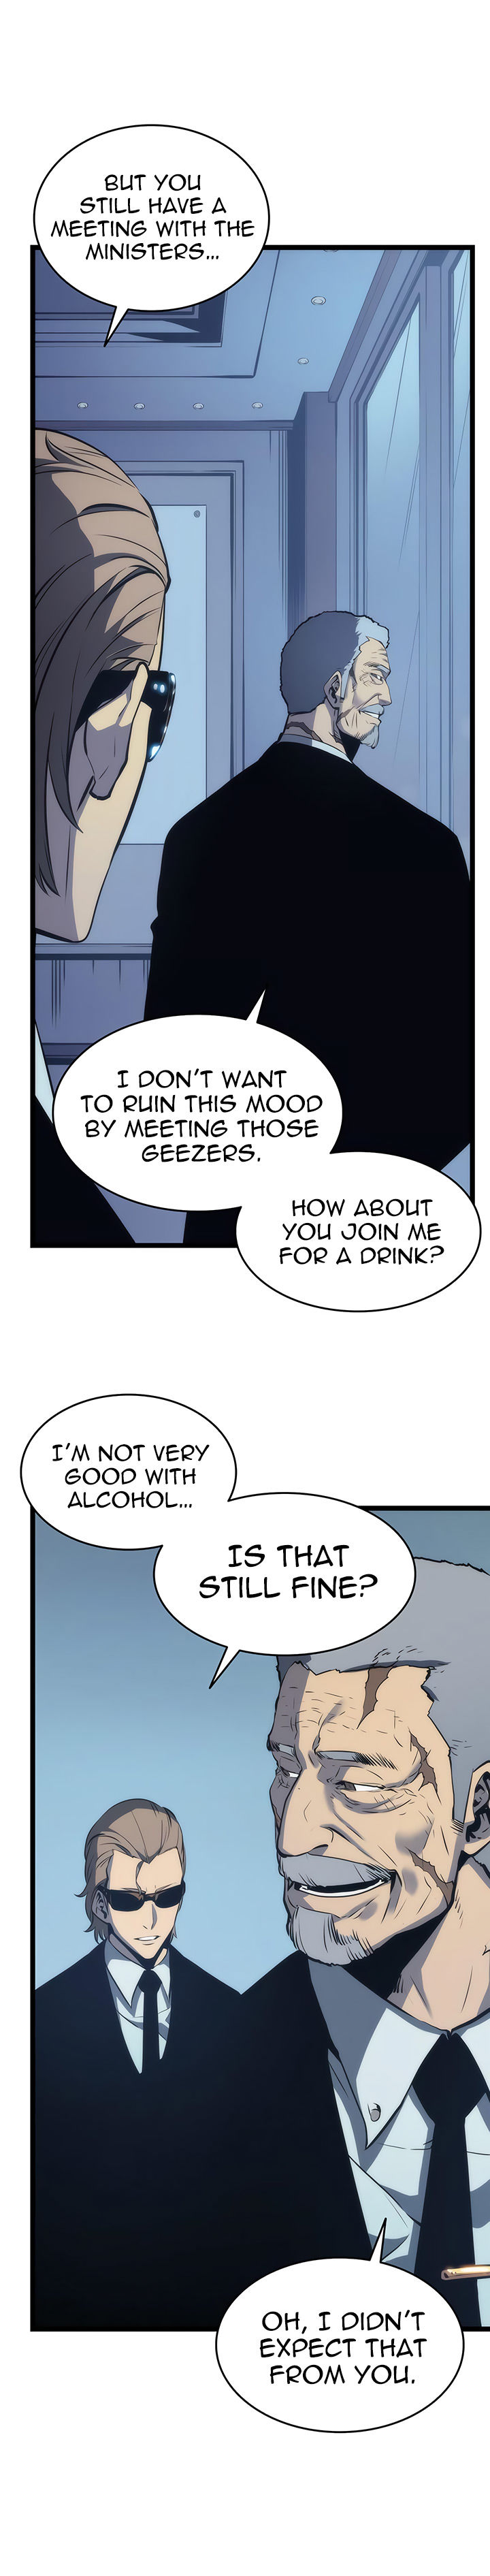 BUT YOU
STILL HAVE A
MEETING WITH THE
MINISTERS...
I DON'T WANT
TO RUIN THIS MOOD
BY MEETING THOSE
GEEZERS.
HOW ABOUT
YOU JOIN ME
FOR A DRINK?
I'M NOT VERY
GOOD WITH
ALCOHOL...
IS THAT
STILL FINE?
OH, I DIDN'T
EXPECT THAT
FROM YOU.